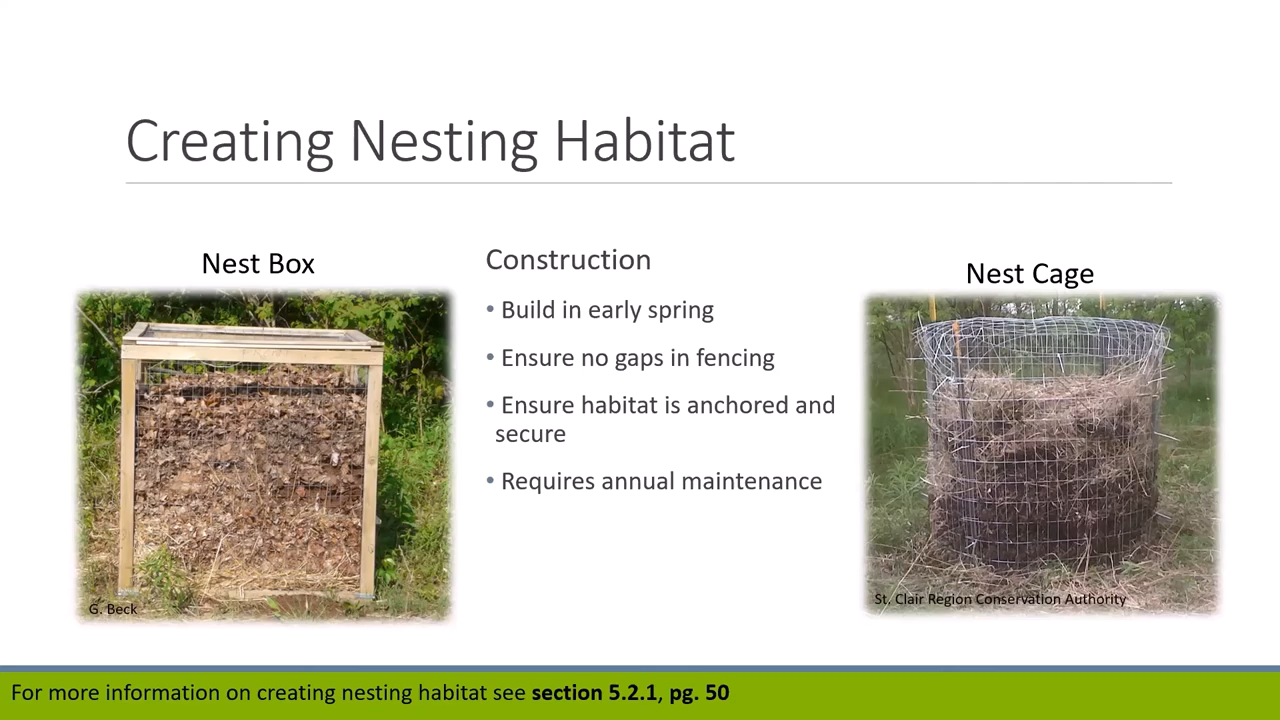 Creating Nesting Habitat
Nest Box
Construction
• Build in early spring
• Ensure no gaps in fencing
• Ensure habitat is anchored and
secure
• Requires annual maintenance
Nest Cage
G. Beck
St. Clair Region Conservation Authority
For more information on creating nesting habitat see section 5.2.1, pg. 50